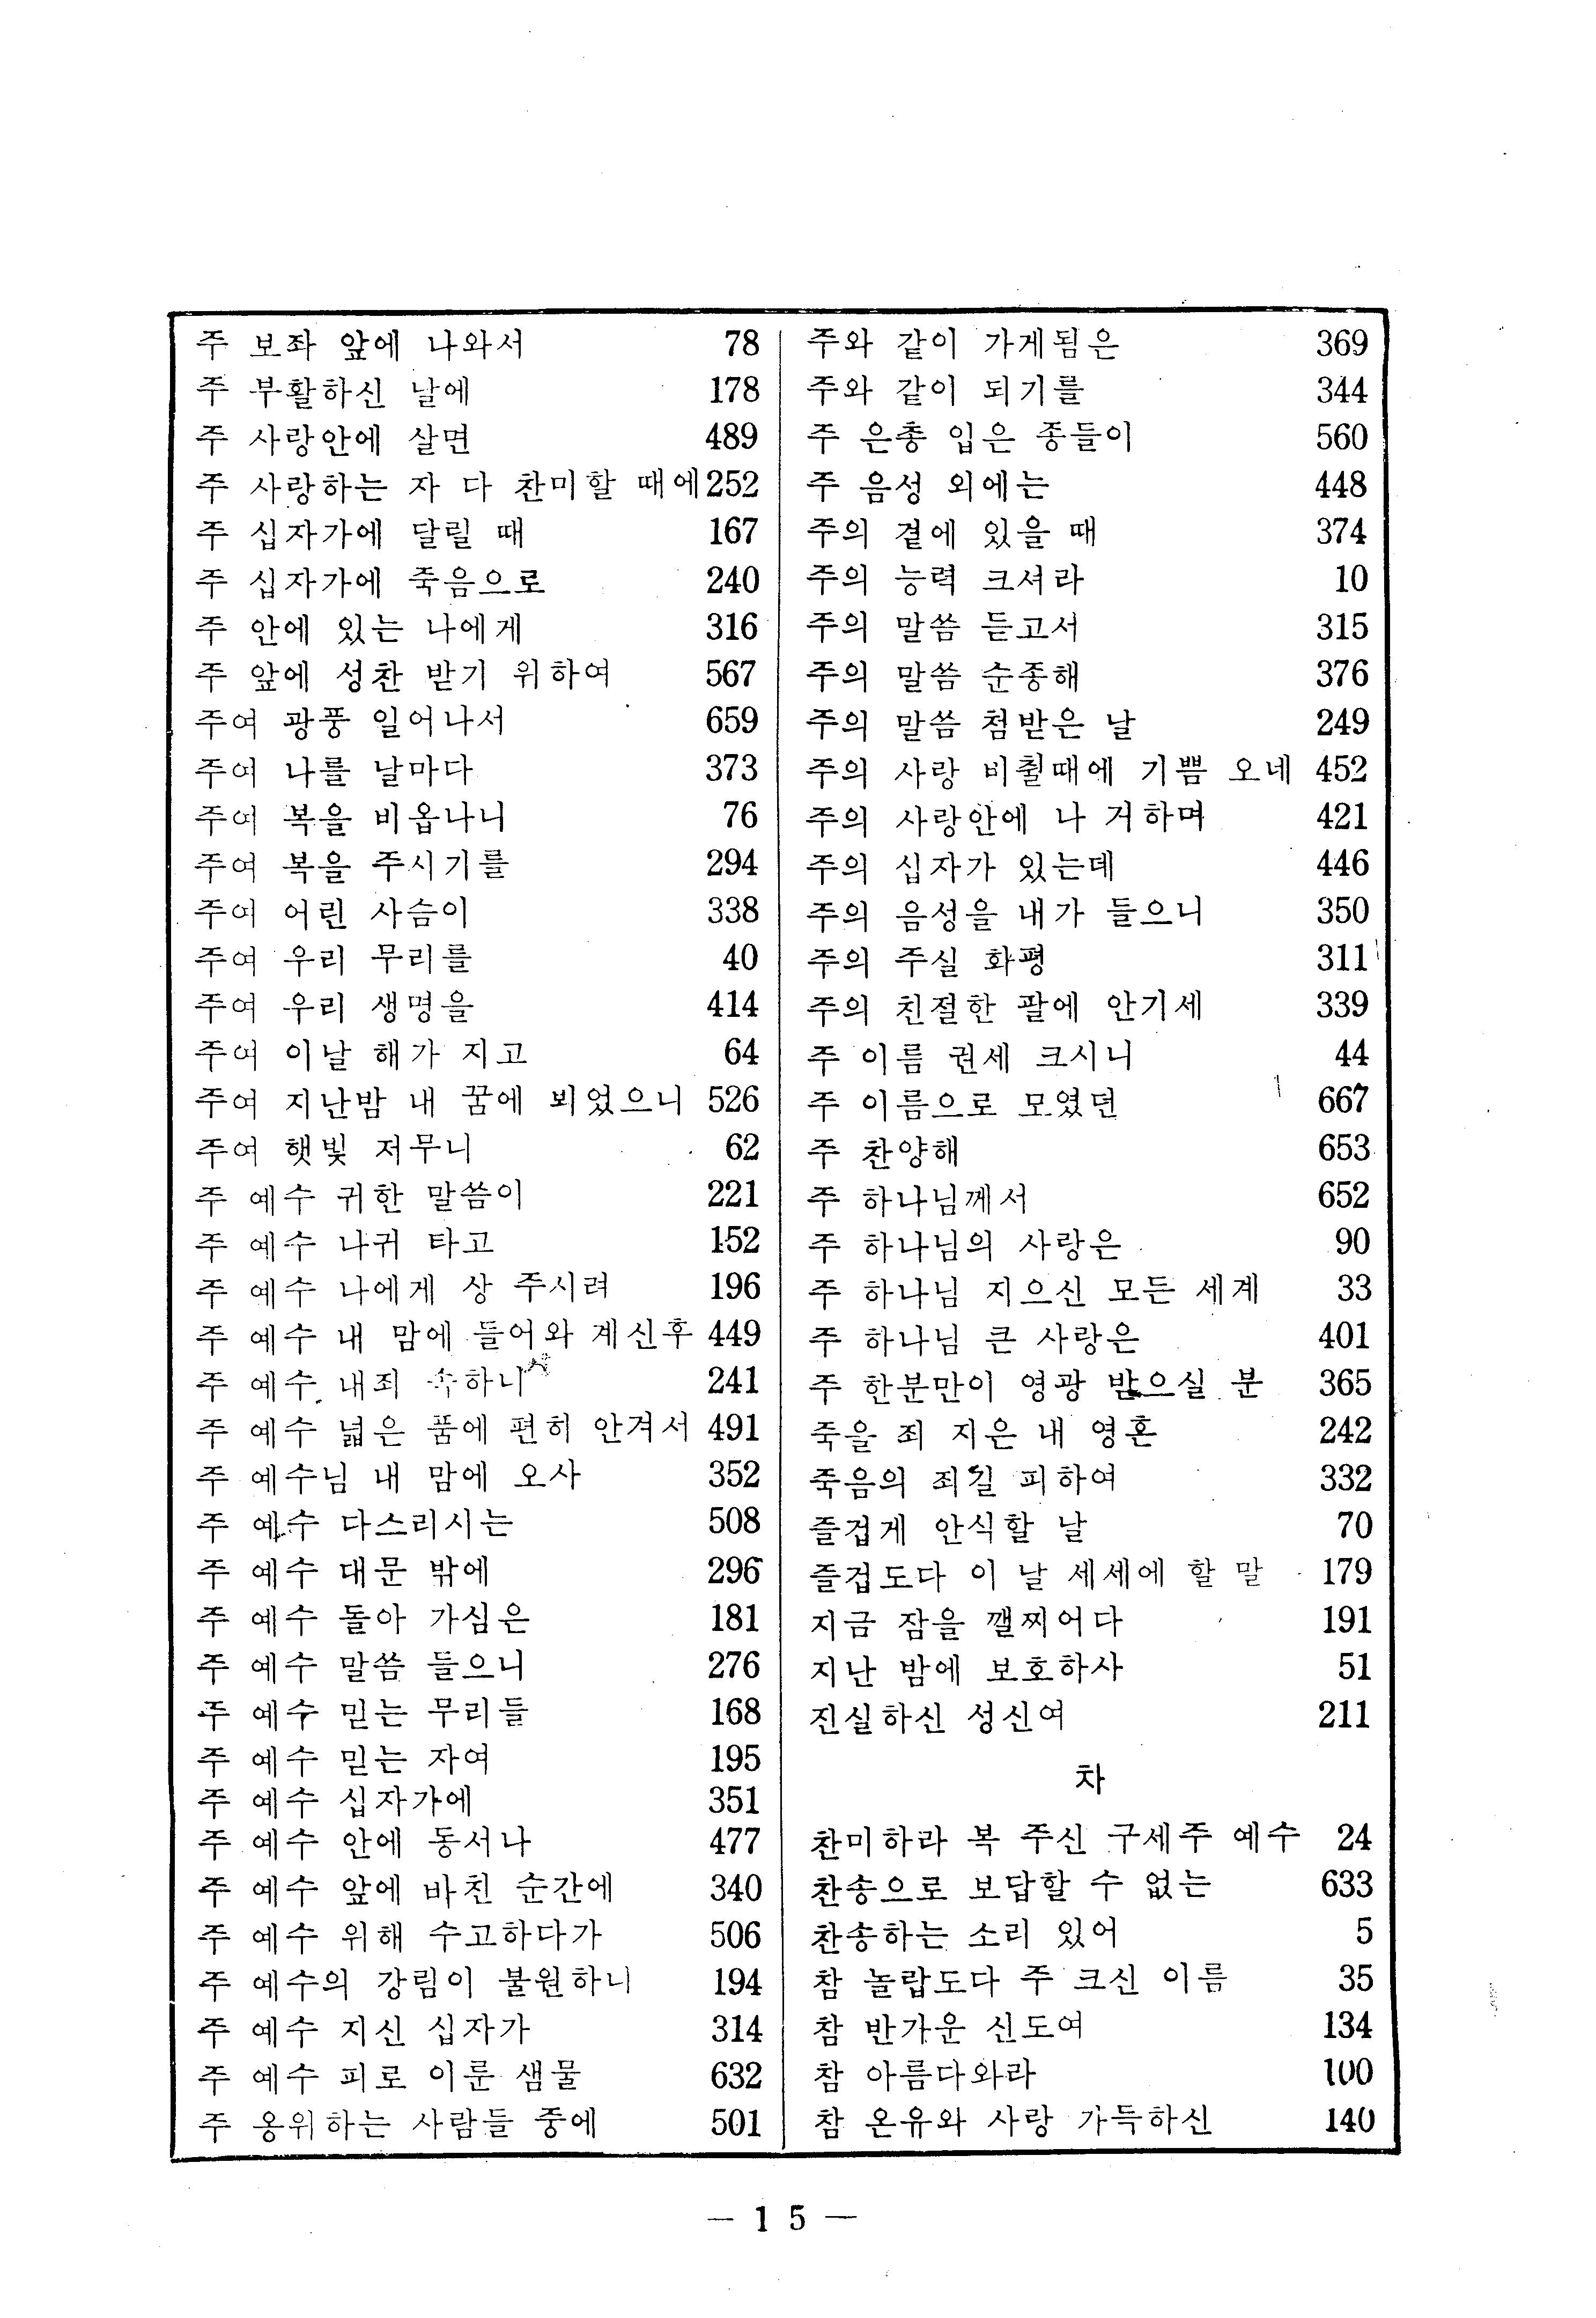 주 보좌 앞에 나와서 78
주 부활하신 날에 178
주 사랑안에 살면 489
주 사랑하는 자 다 찬미할 때에 252
주 십자가에 달릴 때 167
주 십자가에 죽음으로 240
주 안에 있는 나에게 316
주 앞에 성찬 받기 위하여 567
주여 광풍 일어나서 659
주여 나를 날마다 373
주여 복을 비옵나니 76
주여 복을 주시기를 294
주여 어린 사슴이 338
주여 우리 무리를 40
주여 우리 생명을 414
주여 이날 해가 지고 64
주여 지난밤 내 꿈에 뵈었으니 526
주여 햇빛 저무니 62
주 예수 귀한 말씀이 221
주 예수 나귀 타고 152
주 예수 나에게 상 주시려 196
주 예수 내 맘에 들어와 계신후 449
주 예수 내죄 속하니 241
주 예수 넓은 품에 편히 안겨서 491
주 예수님 내 맘에 오사 352
주 예수 다스리시는 508
주 예수 대문 밖에 296
주 예수 돌아 가심은 181
주 예수 말씀 들으니 276
주 예수 믿는 무리들 168
주 예수 믿는 자여 195
주 예수 십자가에 351
주 예수 안에 동서나 477
주 예수 앞에 바친 순간에 340
주 예수 위해 수고하다가 506
주 예수의 강림이 불원하니 194
주 예수 지신 십자가 314
주 예수 피로 이룬 샘물 632
주 옹위하는 사람들 중에 501
주와 같이 가게됨은 369
주와 같이 되기를 344
주 은총 입은 종들이 560
주 음성 외에는 448
주의 곁에 있을 때 374
주의 능력 크셔라 10
주의 말씀 듣고서 315
주의 말씀 순종해 376
주의 말씀 첨받은 날 249
주의 사랑 비췰때에 기쁨 오네 452
주의 사랑안에 나 거하며 421
주의 십자가 있는데 446
주의 음성을 내가 들으니 350
주의 주실 화평 311
주의 친절한 팔에 안기세 339
주 이름 권세 크시니 44
주 이름으로 모였던 667
주 찬양해 653
주 하나님께서 652
주 하나님의 사랑은 90
주 하나님 지으신 모든 세계 33
주 하나님 큰 사랑은 401
주 한분만이 영광 받으실 분 365
죽을 죄 지은 내 영혼 242
죽음의 죄길 피하여 332
즐겁게 안식할 날 70
즐겁도다 이 날 세세에 할 말 179
지금 잠을 깰찌어다 191
지난 밤에 보호하사 51
진실하신 성신여 211
차
찬미하라 복 주신 구세주 예수 24
찬송으로 보답할 수 없는 633
찬송하는 소리 있어 5
참 놀랍도다 주 크신 이름 35
참 반가운 신도여 134
참 아름다와라 100
참 온유와 사랑 가득하신 140
— 1 5 —